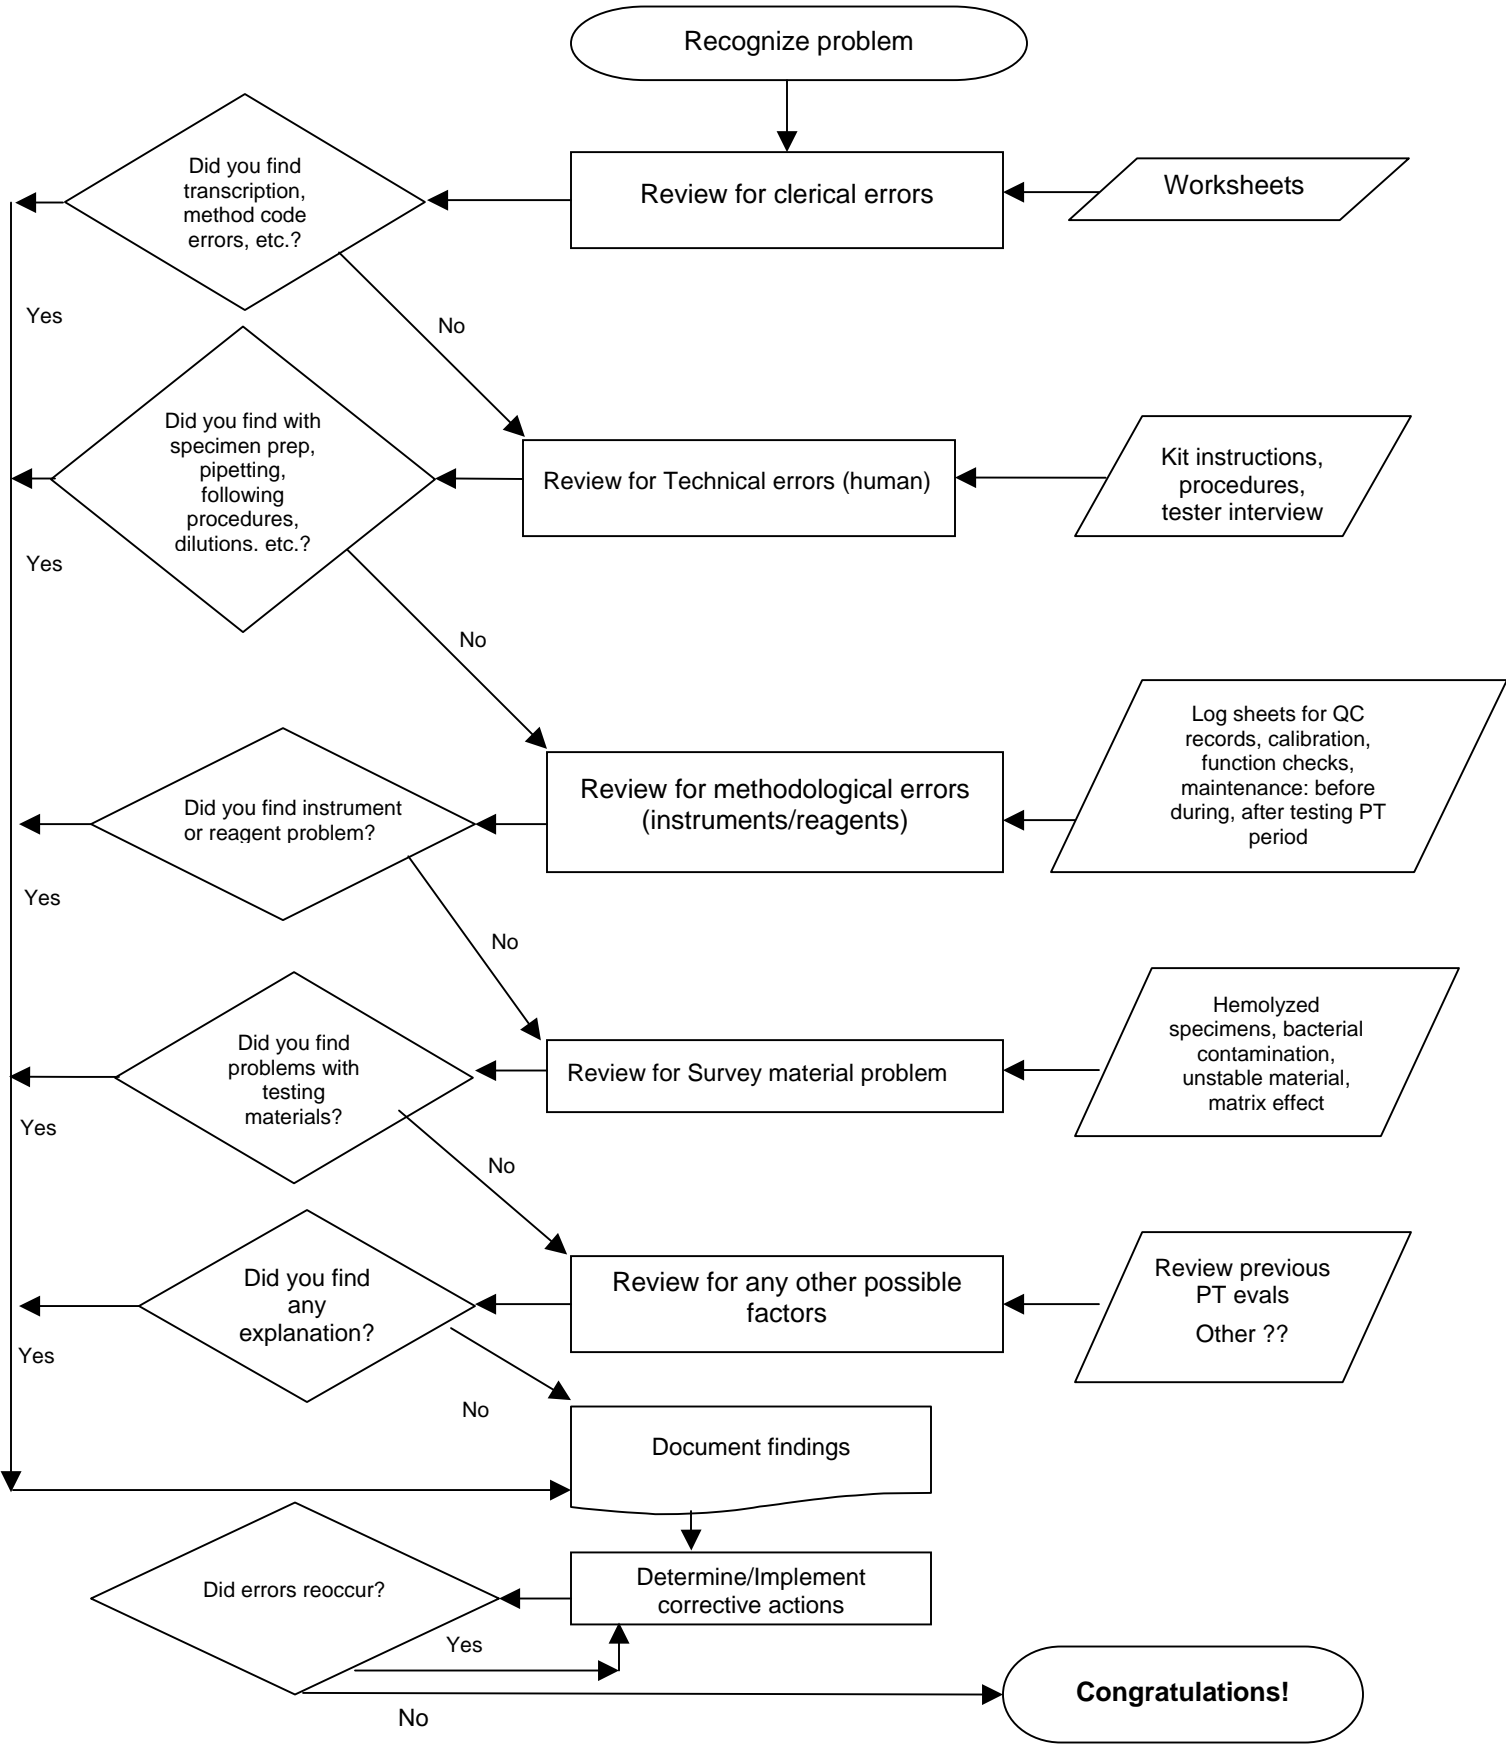 Recognize problem
Did you find
transcription,
method code
errors, etc.?
Review for clerical errors
Worksheets
Yes
No
Did you find with
specimen prep,
pipetting,
following
procedures,
dilutions. etc.?
Review for Technical errors (human)
Kit instructions,
procedures,
tester interview
Yes
No
Did you find instrument
or reagent problem?
Review for methodological errors
(instruments/reagents)
Log sheets for QC
records, calibration,
function checks,
maintenance: before
during, after testing PT
period
Yes
No
Did you find
problems with
testing
materials?
Review for Survey material problem
Hemolyzed
specimens, bacterial
contamination,
unstable material,
matrix effect
Yes
No
Did you find
any
explanation?
Review for any other possible
factors
Review previous
PT evals
Other ??
Yes
No
Document findings
Did errors reoccur?
Determine/Implement
corrective actions
Yes
No
Congratulations!